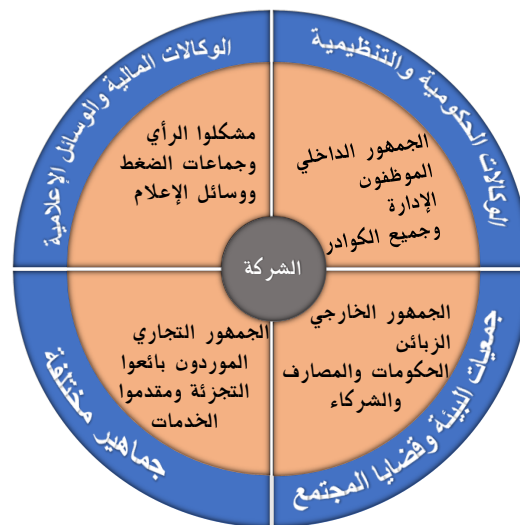 الوكالات الحكومية والتنظيمية
الوكالات المالية والوسائل الإعلامية
الجمهور الداخلي
الموظفون
الإدارة
وجميع الكوادر
مشكلوا الرأي
وجماعات الضغط
ووسائل الإعلام
الشركة
الجمهور الخارجي
الزبائن
الحكومات والمصارف
والشركاء
الجمهور التجاري
الموردون بائعوا
التجزئة ومقدموا
الخدمات
جمعيات البيئة وقضايا المجتمع
جماهير مختلفة